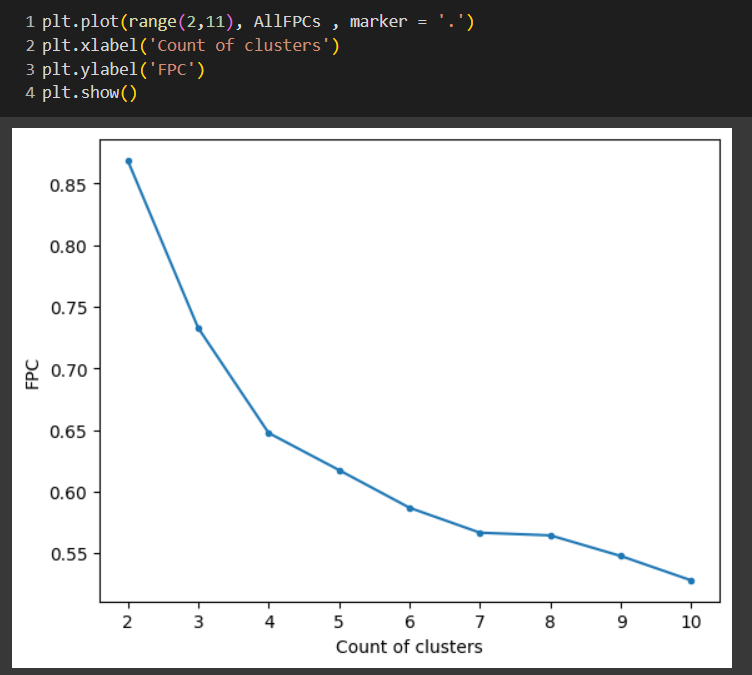 1 plt.plot(range(2,11), AllFPCs , marker = '.')
2 plt.xlabel('Count of clusters')
3 plt.ylabel('FPC')
4 plt.show()
0.85
0.80
0.75
0.70
0.65
0.60
0.55
FPC
2 3 4 5 6 7 8 9 10
Count of clusters